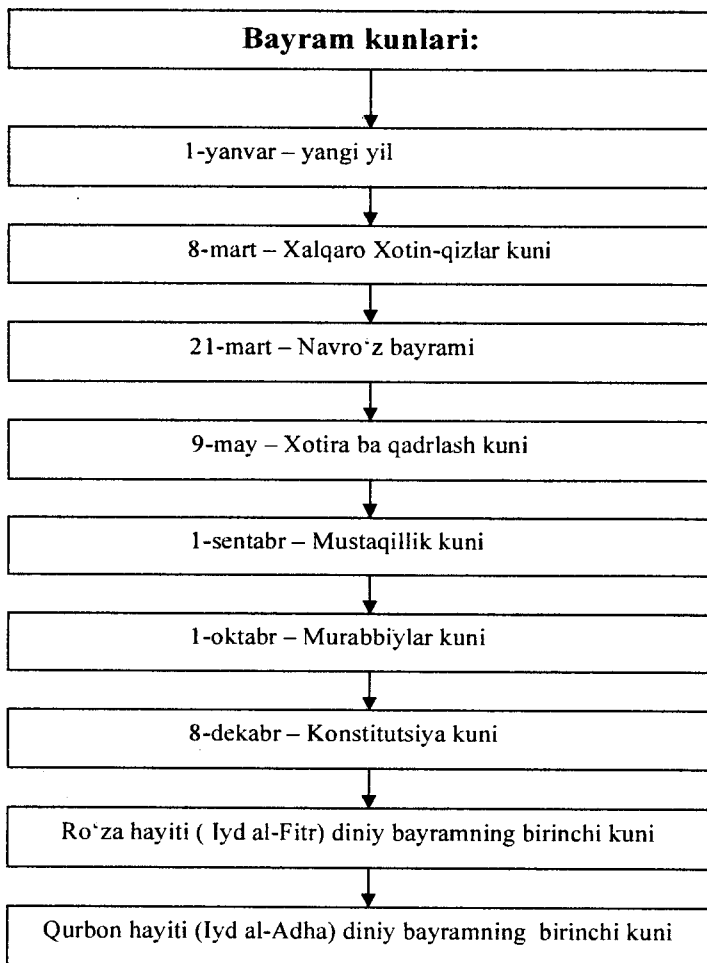 Bayram kunlari:
1-yanvar – yangi yil
8-mart – Xalqaro Xotin-qizlar kuni
21-mart – Navro‘z bayrami
9-may – Xotira ba qadrlash kuni
1-sentabr – Mustaqillik kuni
1-oktabr – Murabbiylar kuni
8-dekabr – Konstitutsiya kuni
Ro‘za hayiti ( Iyd al-Fitr) diniy bayramning birinchi kuni
Qurbon hayiti (Iyd al-Adha) diniy bayramning birinchi kuni